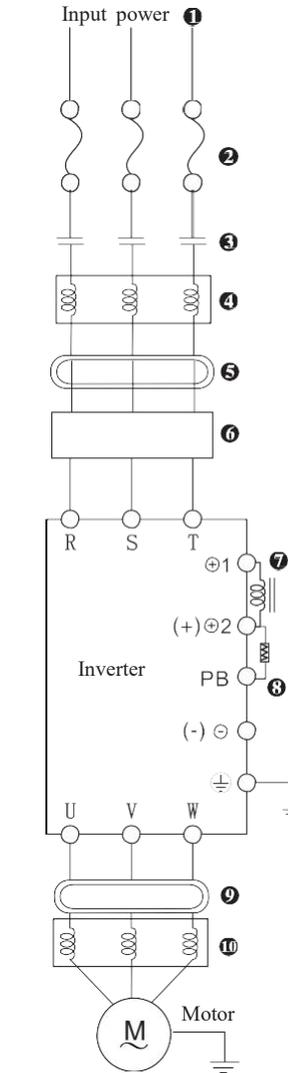 Input power ❶
❷
❸
❹
❺
❻
R S T
⊕1
❼
(+)⊕2
Inverter
PB
❽
(-) ⊖
U V W
❾
❿
Motor
M
~